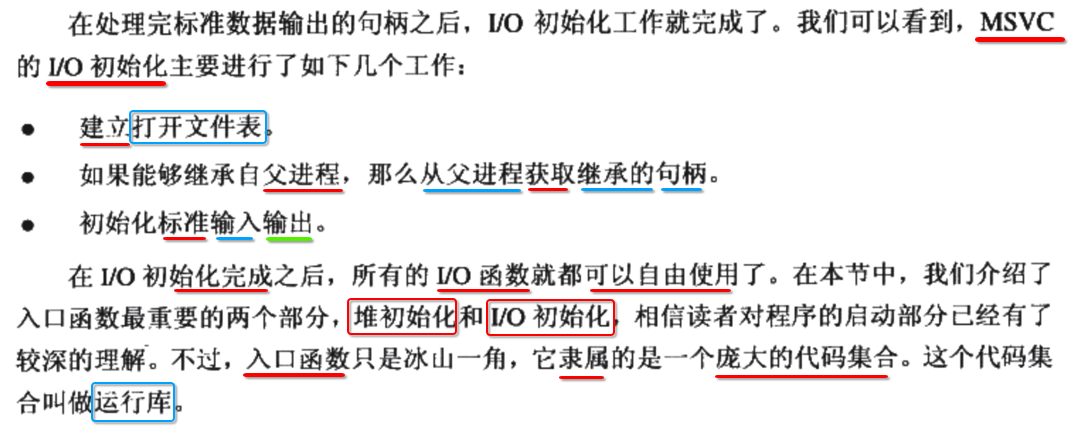 在处理完标准数据输出的句柄之后，I/O 初始化工作就完成了。我们可以看到，MSVC
的 I/O 初始化主要进行了如下几个工作：
● 建立打开文件表。
● 如果能够继承自父进程，那么从父进程获取继承的句柄。
● 初始化标准输入输出。
在 I/O 初始化完成之后，所有的 I/O 函数就都可以自由使用了。在本节中，我们介绍了
入口函数最重要的两个部分，堆初始化和 I/O 初始化，相信读者对程序的启动部分已经有了
较深的理解。不过，入口函数只是冰山一角，它隶属的是一个庞大的代码集合。这个代码集
合叫做运行库。